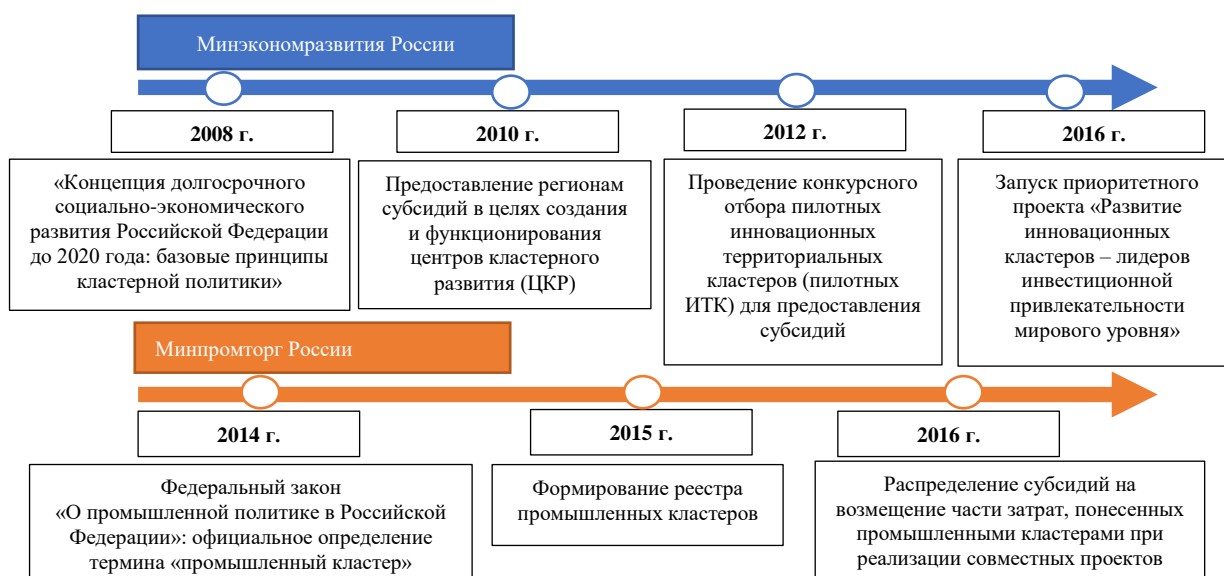 Минэкономразвития России
2008 г.
«Концепция долгосрочного
социально-экономического
развития Российской Федерации
до 2020 года: базовые принципы
кластерной политики»
2010 г.
Предоставление регионам
субсидий в целях создания
и функционирования
центров кластерного
развития (ЦКР)
2012 г.
Проведение конкурсного
отбора пилотных
инновационных
территориальных
кластеров (пилотных
ИТК) для предоставления
субсидий
2016 г.
Запуск приоритетного
проекта «Развитие
инновационных
кластеров – лидеров
инвестиционной
привлекательности
мирового уровня»
Минпромторг России
2014 г.
Федеральный закон
«О промышленной политике в Российской
Федерации»: официальное определение
термина «промышленный кластер»
2015 г.
Формирование реестра
промышленных кластеров
2016 г.
Распределение субсидий на
возмещение части затрат, понесенных
промышленными кластерами при
реализации совместных проектов